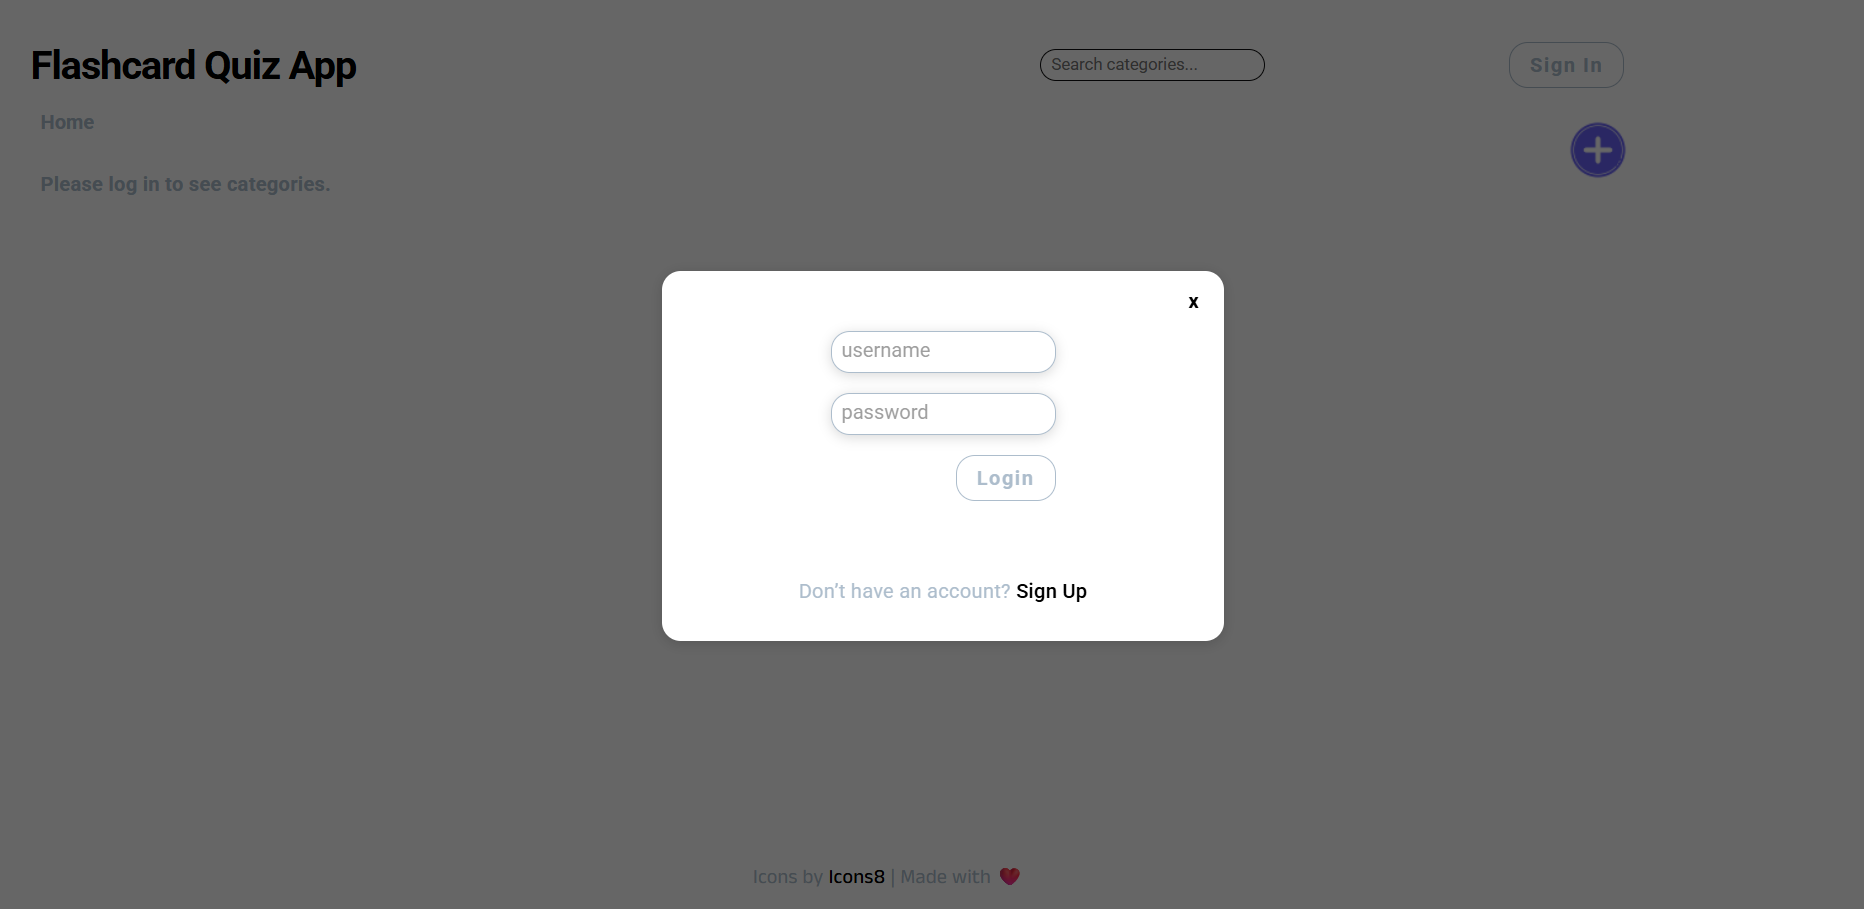 Flashcard Quiz App
Search categories...
Sign In
Home
Please log in to see categories.
x
username
password
Login
Don’t have an account? Sign Up
Icons by Icons8 | Made with ❤️